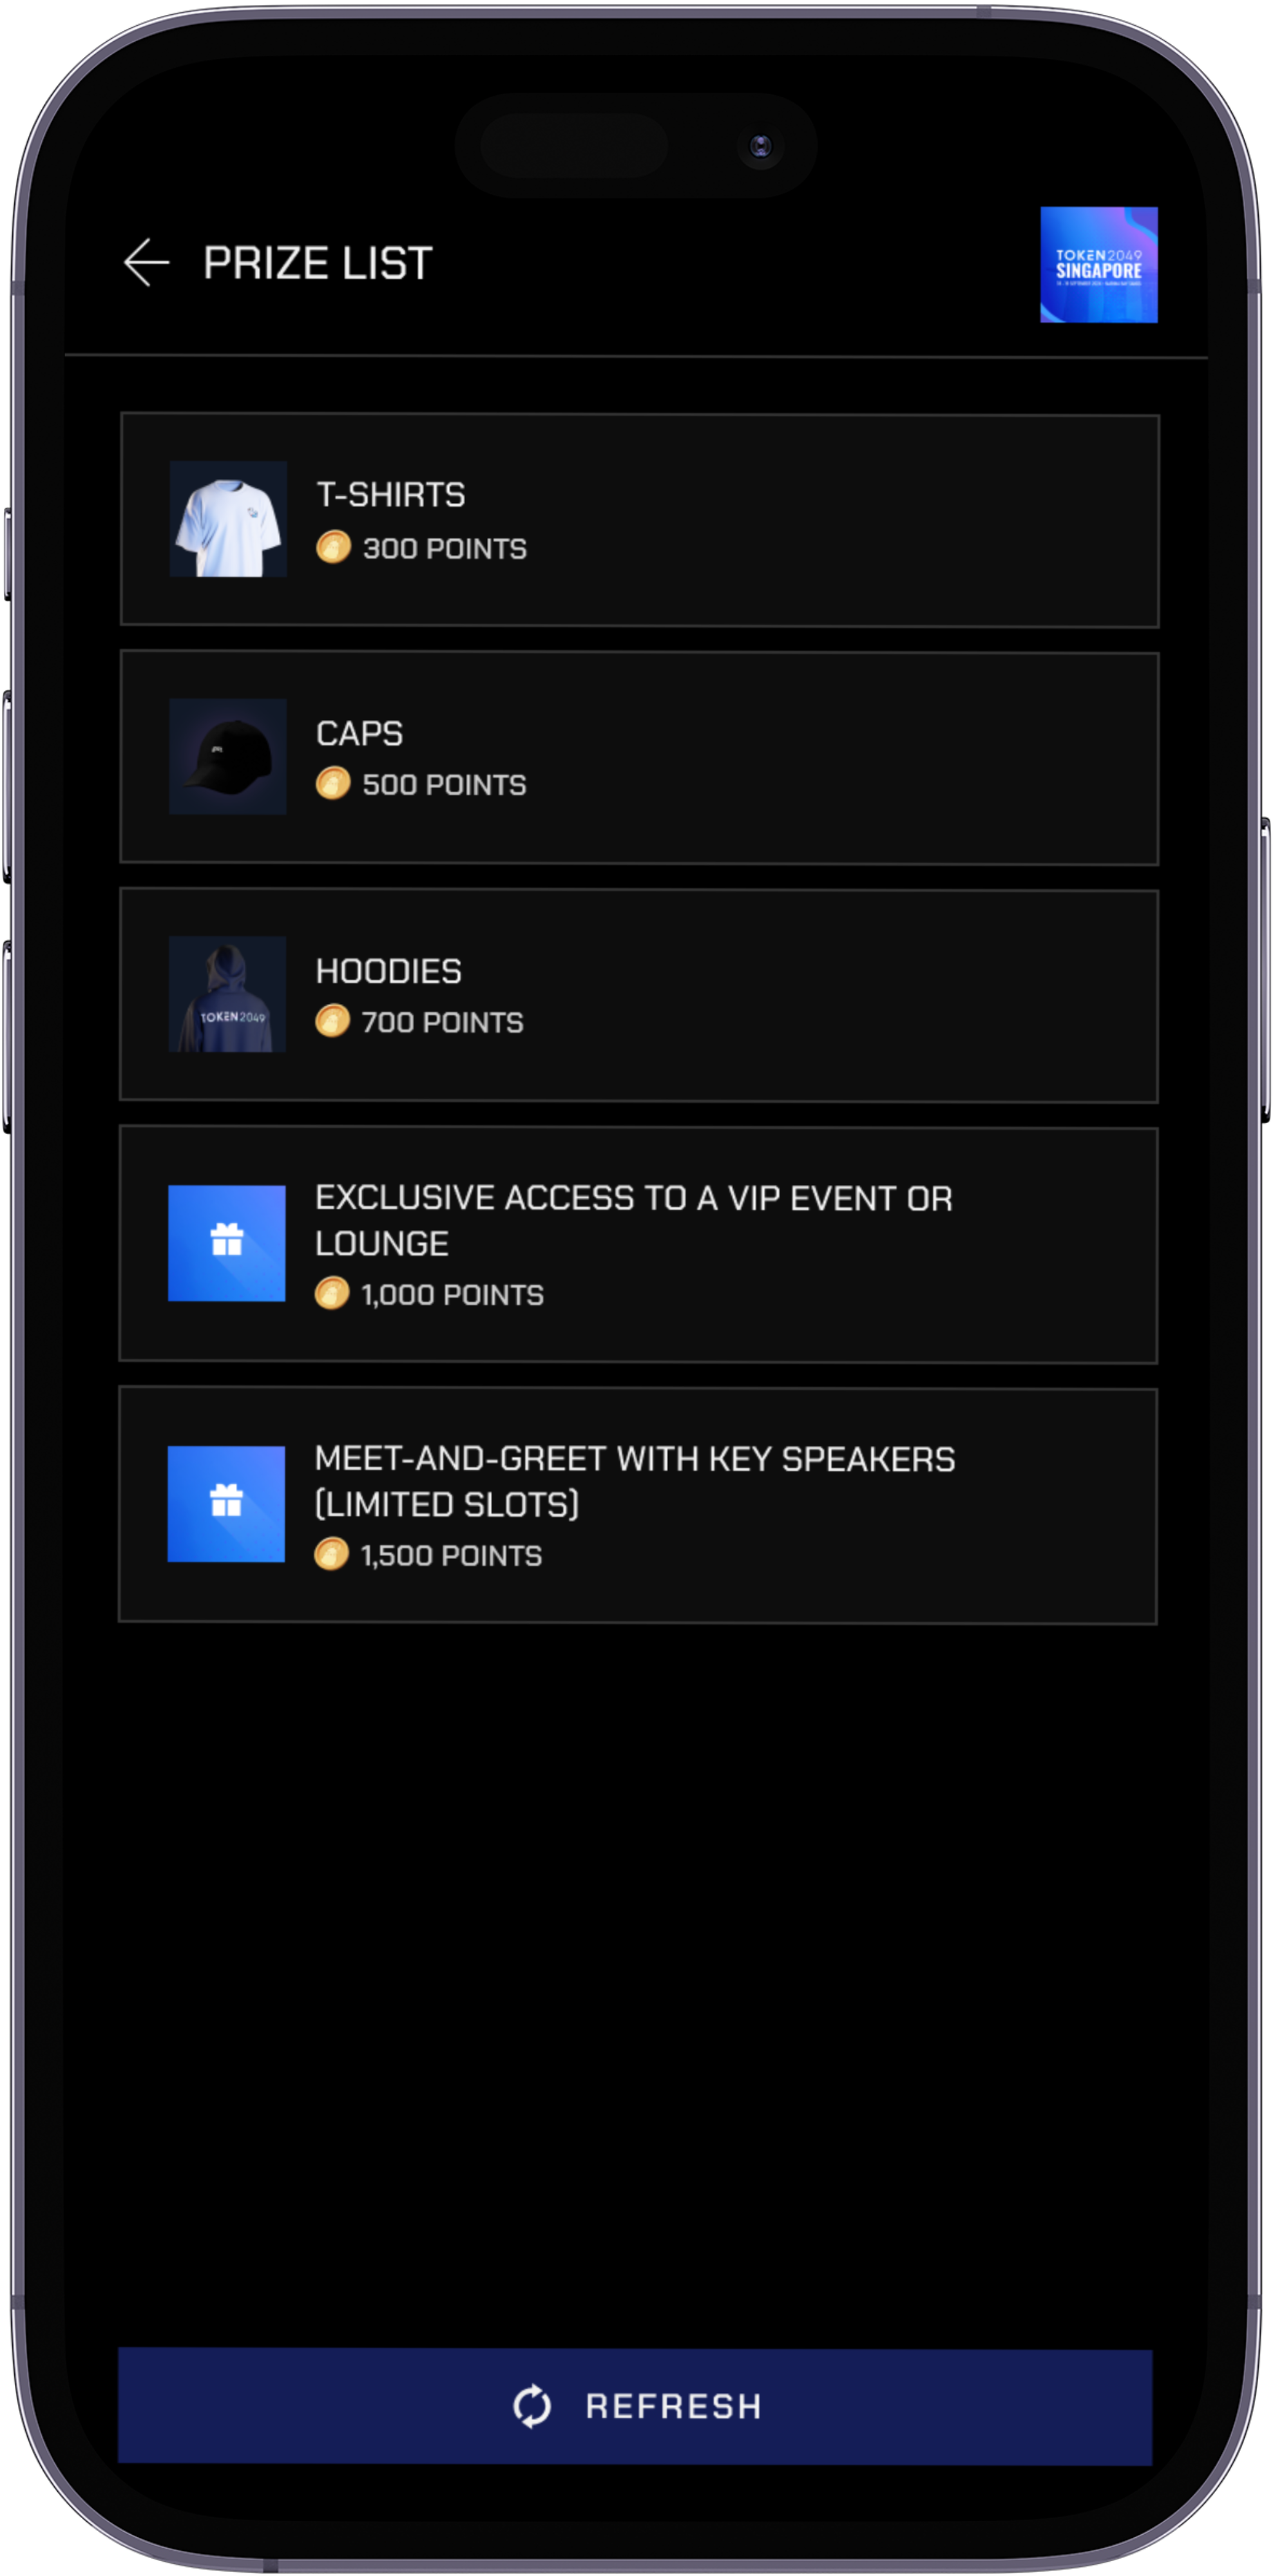 PRIZE LIST
TOKEN2049
SINGAPORE
T-SHIRTS
300 POINTS
CAPS
500 POINTS
HOODIES
TOKEN2049
700 POINTS
EXCLUSIVE ACCESS TO A VIP EVENT OR
LOUNGE
1,000 POINTS
MEET-AND-GREET WITH KEY SPEAKERS
(LIMITED SLOTS)
1,500 POINTS
REFRESH